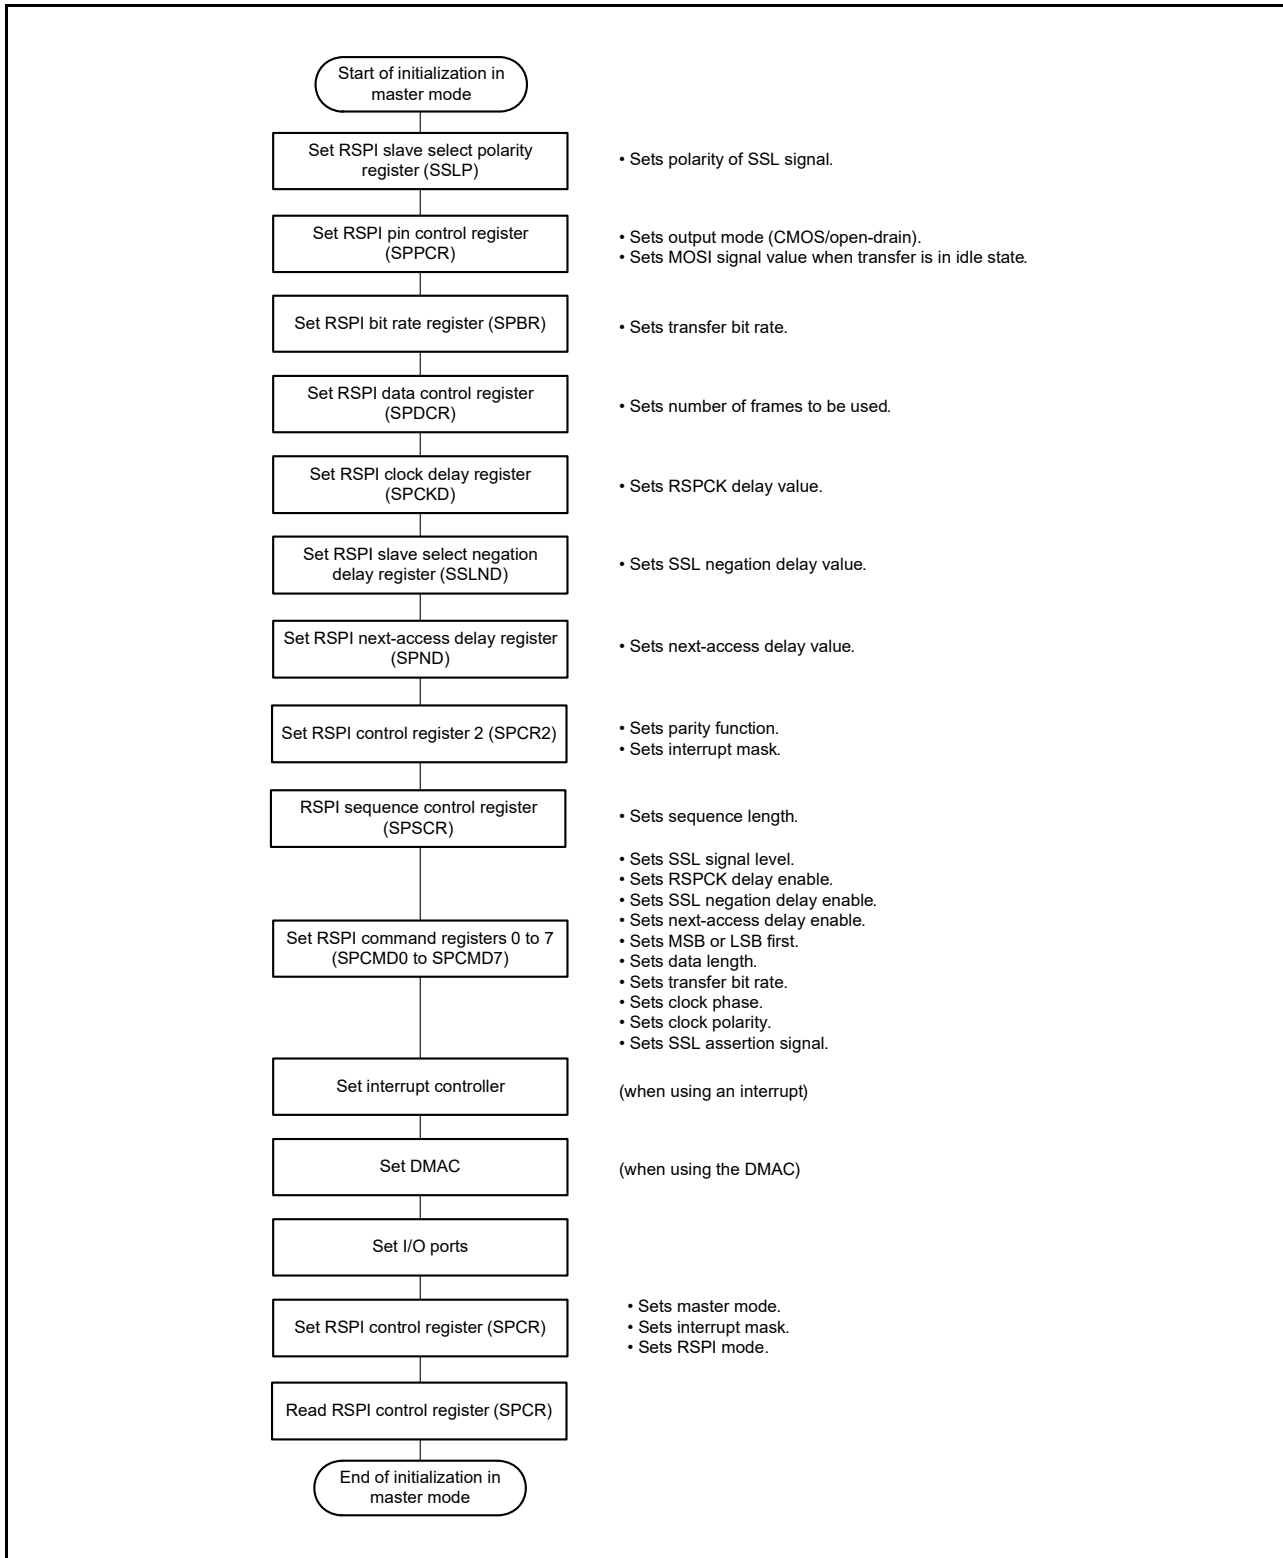 Start of initialization in
master mode
Set RSPI slave select polarity
register (SSLP)
• Sets polarity of SSL signal.
Set RSPI pin control register
(SPPCR)
• Sets output mode (CMOS/open-drain).
• Sets MOSI signal value when transfer is in idle state.
Set RSPI bit rate register (SPBR)
• Sets transfer bit rate.
Set RSPI data control register
(SPDCR)
• Sets number of frames to be used.
Set RSPI clock delay register
(SPCKD)
• Sets RSPCK delay value.
Set RSPI slave select negation
delay register (SSLND)
• Sets SSL negation delay value.
Set RSPI next-access delay register
(SPND)
• Sets next-access delay value.
Set RSPI control register 2 (SPCR2)
• Sets parity function.
• Sets interrupt mask.
RSPI sequence control register
(SPSCR)
• Sets sequence length.
Set RSPI command registers 0 to 7
(SPCMD0 to SPCMD7)
• Sets SSL signal level.
• Sets RSPCK delay enable.
• Sets SSL negation delay enable.
• Sets next-access delay enable.
• Sets MSB or LSB first.
• Sets data length.
• Sets transfer bit rate.
• Sets clock phase.
• Sets clock polarity.
• Sets SSL assertion signal.
Set interrupt controller
(when using an interrupt)
Set DMAC
(when using the DMAC)
Set I/O ports
Set RSPI control register (SPCR)
• Sets master mode.
• Sets interrupt mask.
• Sets RSPI mode.
Read RSPI control register (SPCR)
End of initialization in
master mode